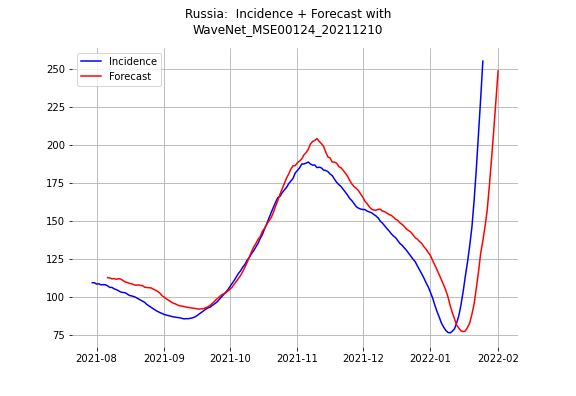 Russia:  Incidence + Forecast with
WaveNet_MSE00124_20211210
Incidence
Forecast
250
225
200
175
150
125
100
75
2021-08 2021-09 2021-10 2021-11 2021-12 2022-01 2022-02